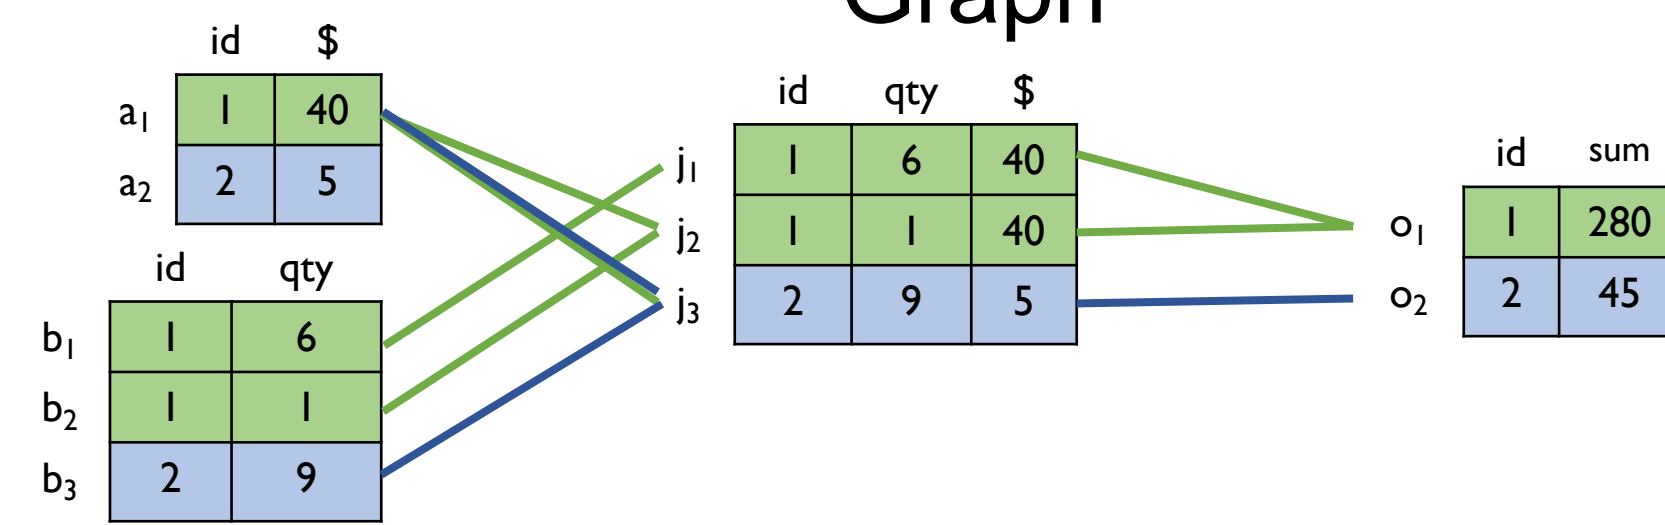 Graph
id $
a1 1 40
a2 2 5
id qty
b1 1 6
b2 1 1
b3 2 9
id qty $
j1 1 6 40
j2 1 1 40
j3 2 9 5
id sum
o1 1 280
o2 2 45